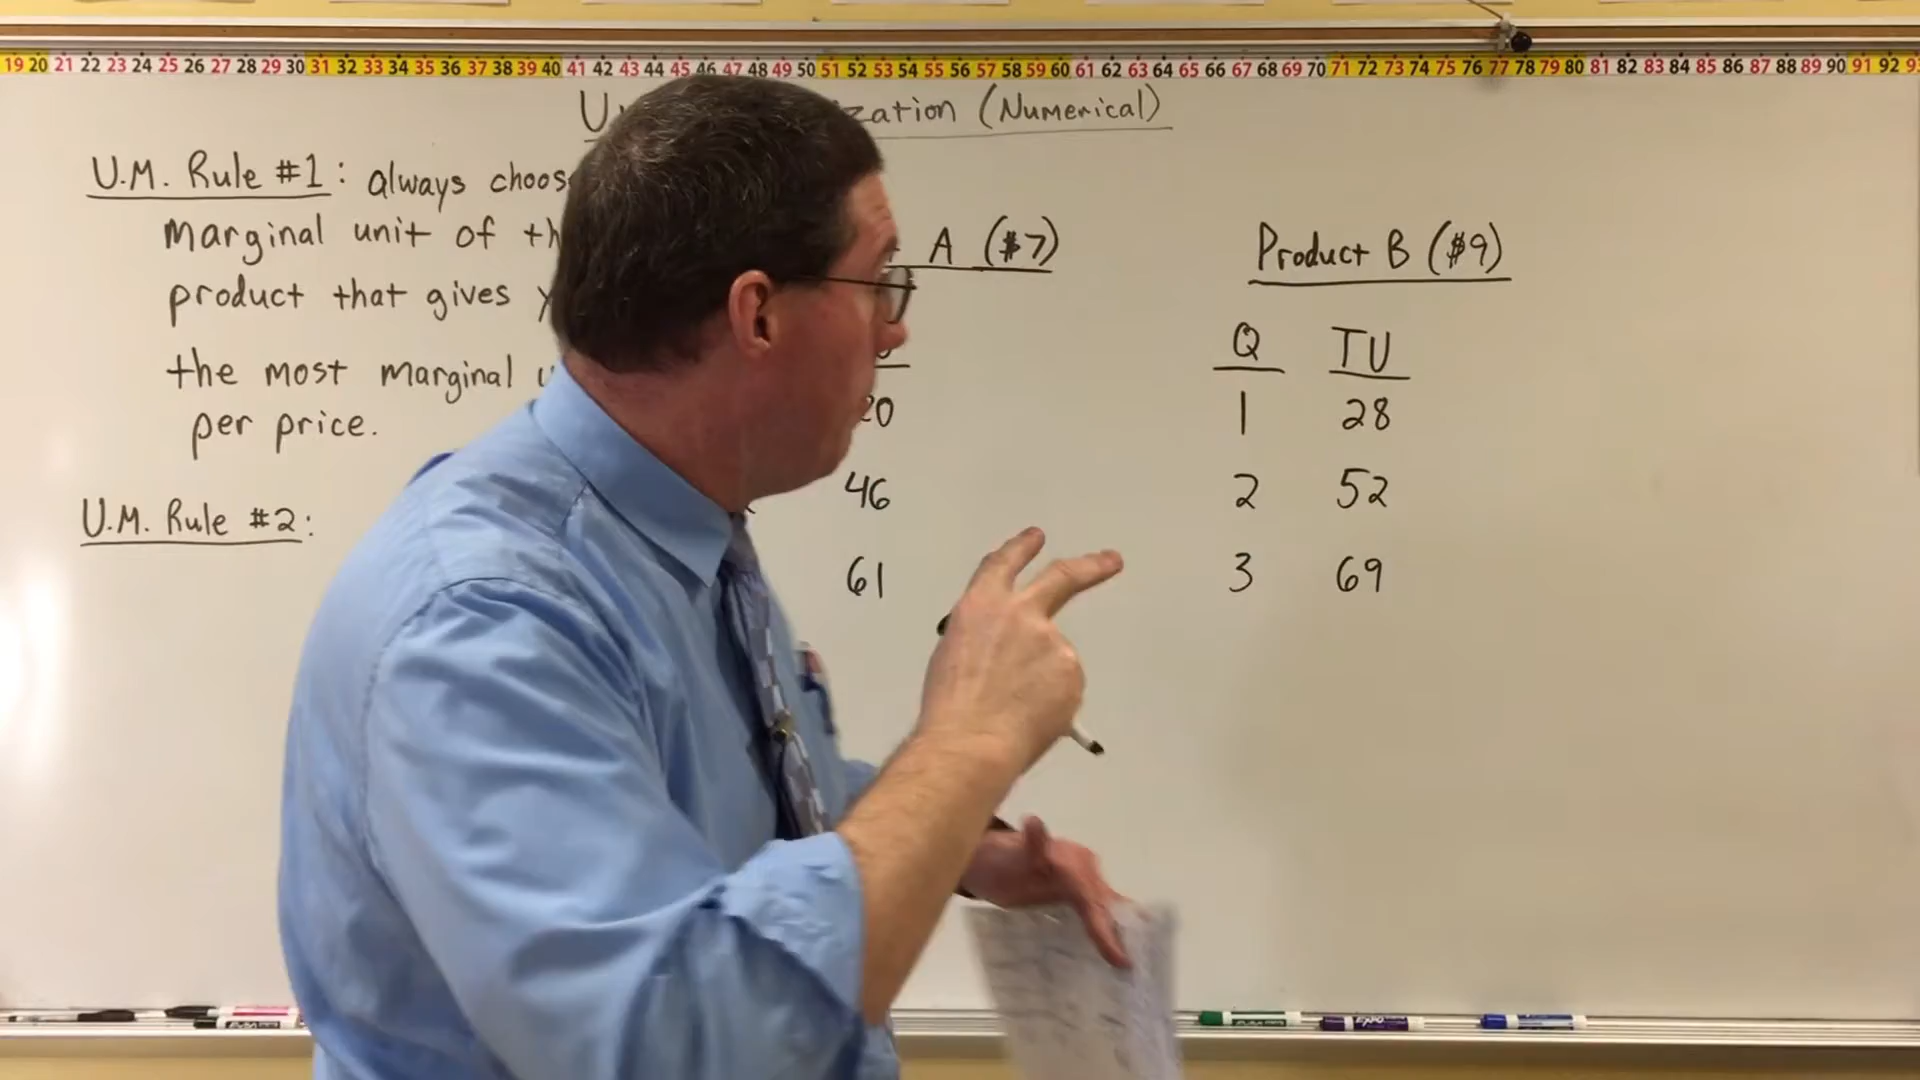 19 20 21 22 23 24 25 26 27 28 29 30 31 32 33 34 35 36 37 38 39 40 41 42 43 44 45 46 47 48 49 50 51 52 53 54 55 56 57 58 59 60 61 62 63 64 65 66 67 68 69 70 71 72 73 74 75 76 77 78 79 80 81 82 83 84 85 86 87 88 89 90 91 92
(Numerical)
U.M. Rule #1: always
marginal unit of
product that gives
the most marginal
per price.
U.M. Rule #2:
A ($7)
46
61
Product B ($9)
Q TU
1 28
2 52
3 69